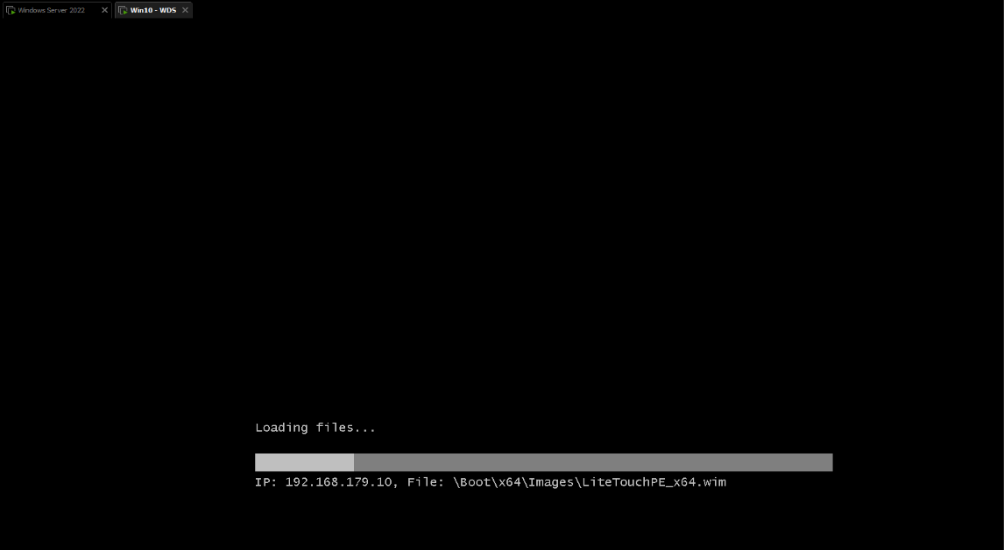 Windows Server 2022
Win10 - WDS
Loading files...
IP: 192.168.179.10, File: \Boot\x64\Images\LiteTouchPE_x64.wim